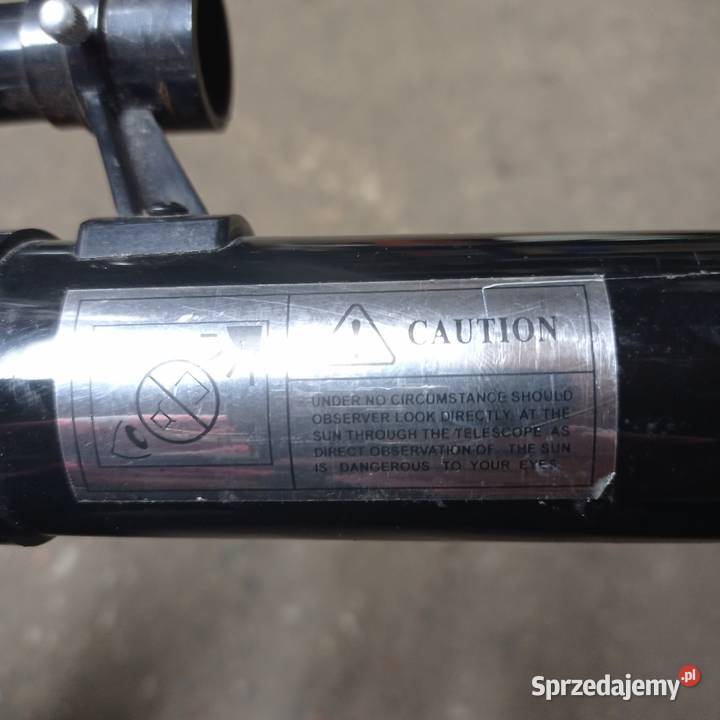 CAUTION
UNDER NO CIRCUMSTANCE SHOULD
OBSERVER LOOK DIRECTLY AT THE
SUN THROUGH THE TELESCOPE AS
DIRECT OBSERVATION OF THE SUN
IS DANGEROUS TO YOUR EYES
Sprzedajemy.pl